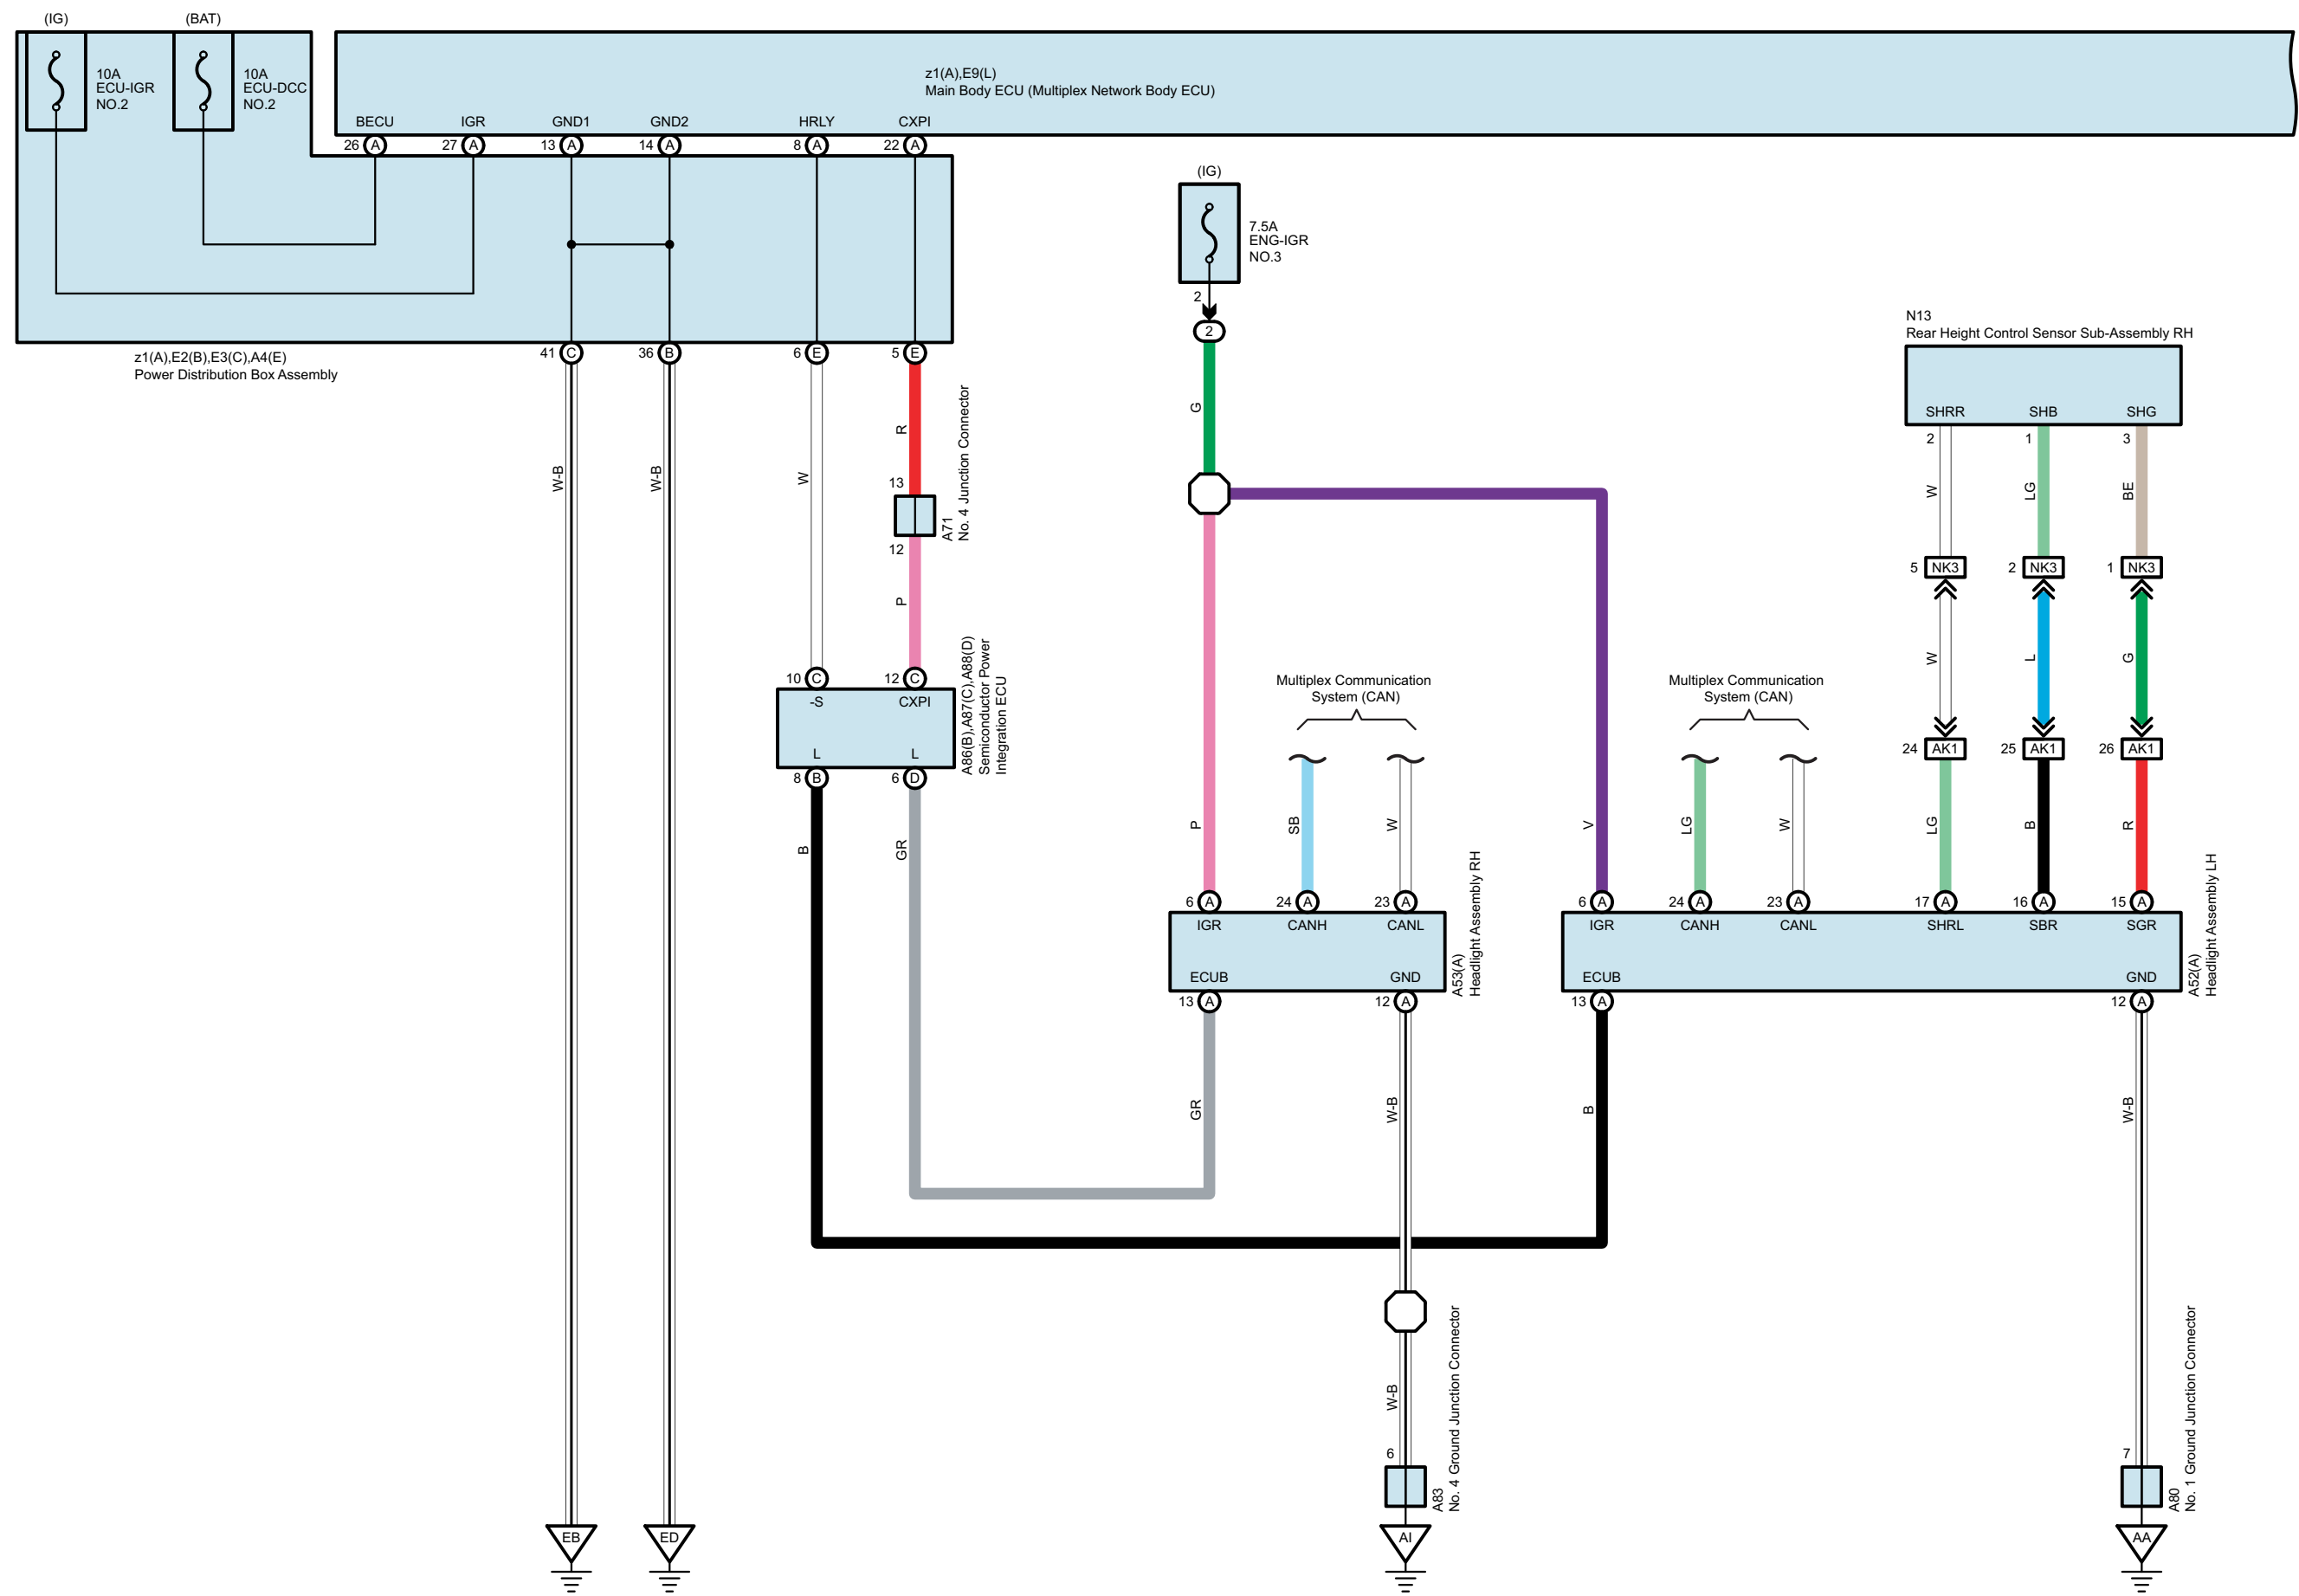 (IG)
(BAT)
10A
ECU-IGR
NO.2
10A
ECU-DCC
NO.2
z1(A),E9(L)
Main Body ECU (Multiplex Network Body ECU)
BECU
IGR
GND1
GND2
HRLY
CXPI
26 A
27 A
13 A
14 A
8 A
22 A
(IG)
7.5A
ENG-IGR
NO.3
2
2
z1(A),E2(B),E3(C),A4(E)
Power Distribution Box Assembly
41 C
36 B
6 E
5 E
N13
Rear Height Control Sensor Sub-Assembly RH
SHRR
SHB
SHG
2
1
3
W-B
W-B
W
R
G
13
12
A71
No. 4 Junction Connector
P
W
LG
BE
5 NK3
2 NK3
1 NK3
W
L
G
10 C
12 C
-S
CXPI
L
L
8 B
6 D
A86(B),A87(C),A88(D)
Semiconductor Power
Integration ECU
Multiplex Communication
System (CAN)
Multiplex Communication
System (CAN)
24 AK1
25 AK1
26 AK1
B
GR
P
SB
W
V
LG
W
LG
B
R
6 A
24 A
23 A
6 A
24 A
23 A
17 A
16 A
15 A
IGR
CANH
CANL
ECUB
GND
A53(A)
Headlight Assembly RH
IGR
CANH
CANL
SHRL
SBR
SGR
ECUB
GND
A52(A)
Headlight Assembly LH
13 A
12 A
13 A
12 A
GR
W-B
B
W-B
W-B
6
A83
No. 4 Ground Junction Connector
7
A80
No. 1 Ground Junction Connector
EB
ED
AI
AA